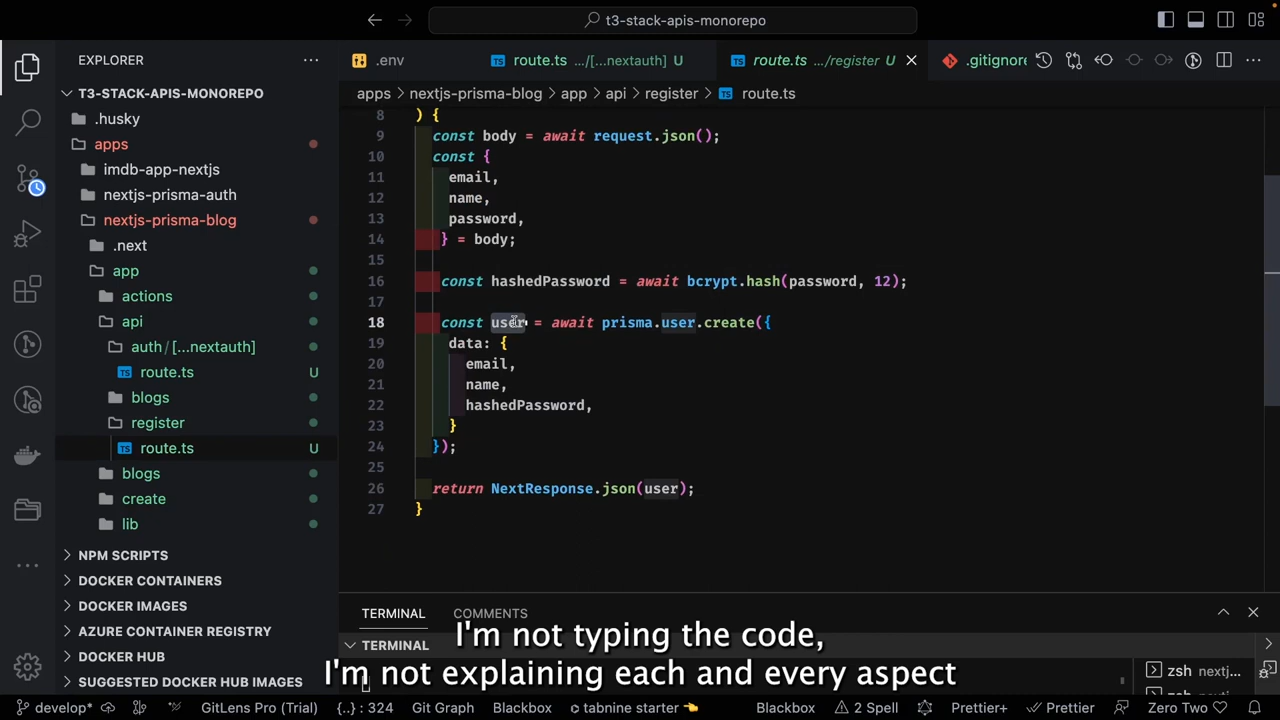 t3-stack-apis-monorepo
EXPLORER
T3-STACK-APIS-MONOREPO
.husky
apps
imdb-app-nextjs
nextjs-prisma-auth
nextjs-prisma-blog
.next
app
actions
api
auth/[...nextauth]
TS route.ts U
blogs
register
TS route.ts U
blogs
create
lib
NPM SCRIPTS
DOCKER CONTAINERS
DOCKER IMAGES
AZURE CONTAINER REGISTRY
DOCKER HUB
SUGGESTED DOCKER HUB IMAGES
.env
TS route.ts .../[...nextauth] U
TS route.ts .../register U
.gitignore
apps > nextjs-prisma-blog > app > api > register > TS route.ts
8 ) {
9 const body = await request.json();
10 const {
11 email,
12 name,
13 password,
14 } = body;
15
16 const hashedPassword = await bcrypt.hash(password, 12);
17
18 const user = await prisma.user.create({
19 data: {
20 email,
21 name,
22 hashedPassword,
23 }
24 });
25
26 return NextResponse.json(user);
27 }
TERMINAL COMMENTS
TERMINAL
zsh nextj...
I'm not typing the code,
I'm not explaining each and every aspect
develop* GitLens Pro (Trial) {..} : 324 Git Graph Blackbox tabnine starter Blackbox 2 Spell Prettier+ Prettier Zero Two